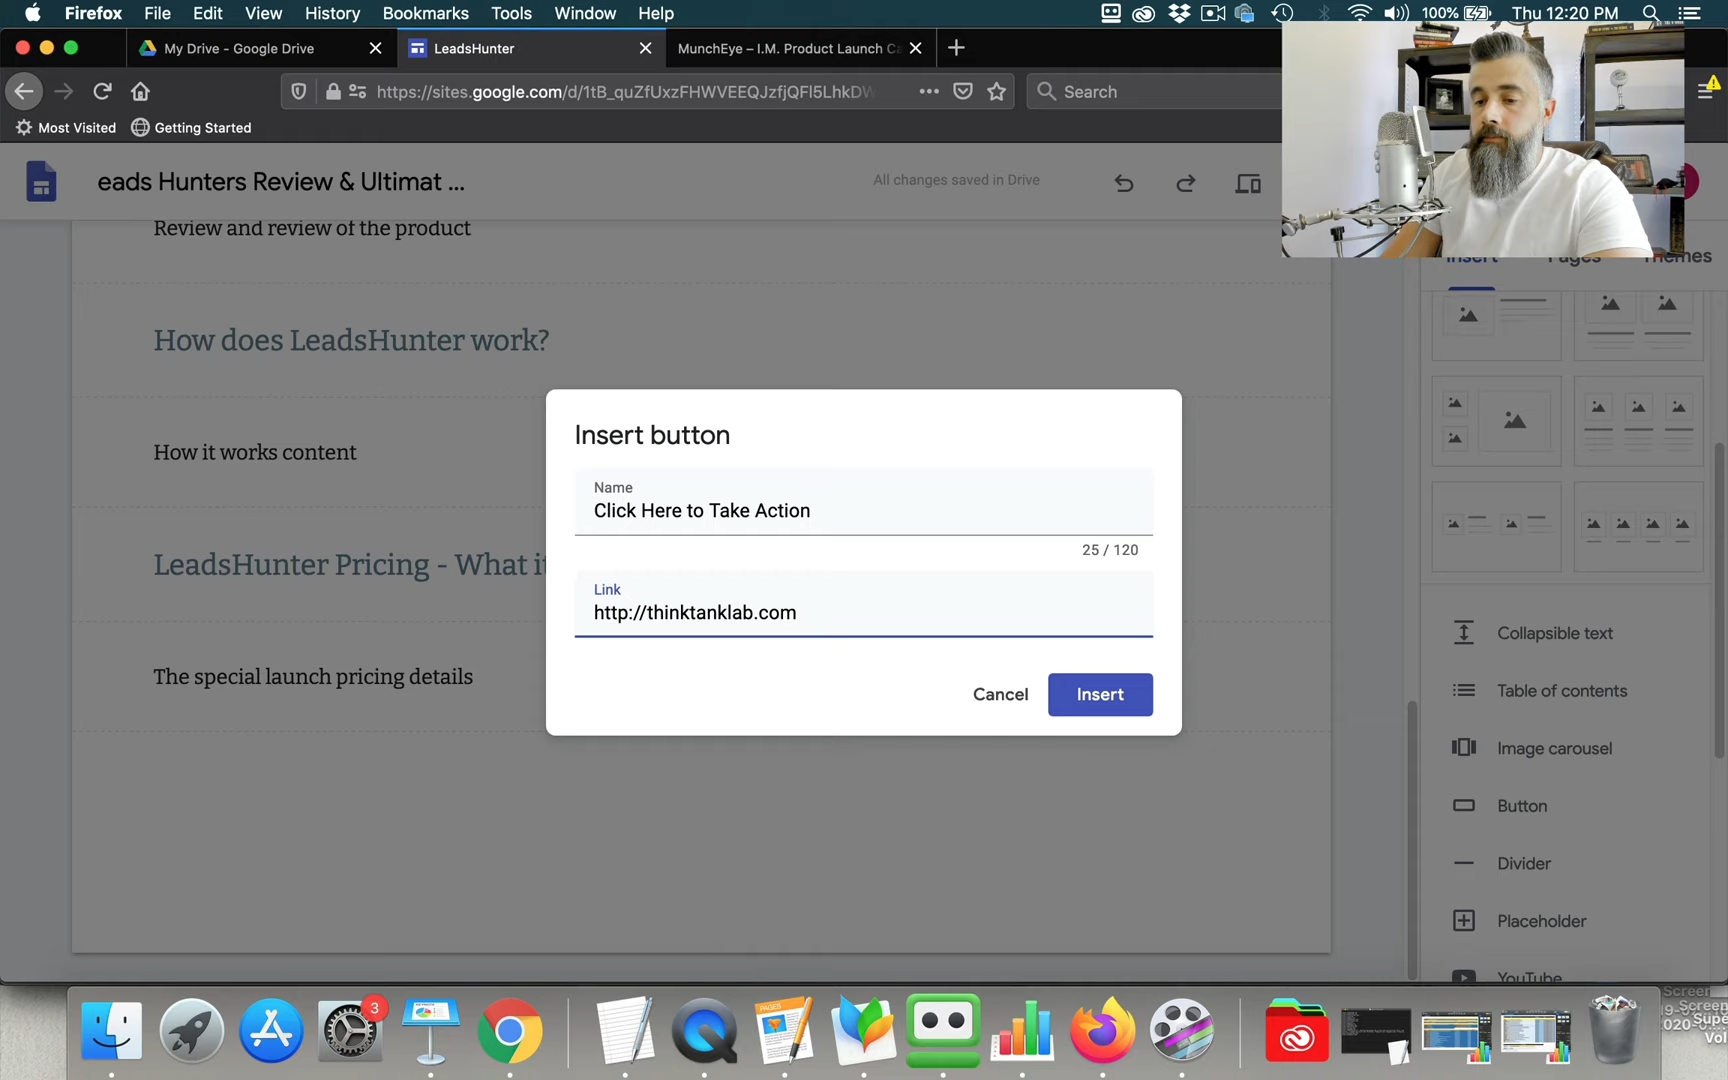 Firefox File Edit View History Bookmarks Tools Window Help 100% Thu 12:20 PM
My Drive - Google Drive LeadsHunter MunchEye – I.M. Product Launch Ca
https://sites.google.com/d/1tB_quZfUxzFHWVEEQJzfjQFl5LhkDW Search
Most Visited Getting Started
eads Hunters Review & Ultimat ... All changes saved in Drive
Review and review of the product
Insert Pages Themes
How does LeadsHunter work?
How it works content
LeadsHunter Pricing - What it
The special launch pricing details
Insert button
Name
Click Here to Take Action
25 / 120
Link
http://thinktanklab.com
Cancel Insert
Collapsible text
Table of contents
Image carousel
Button
Divider
Placeholder
YouTube
3
PAGES